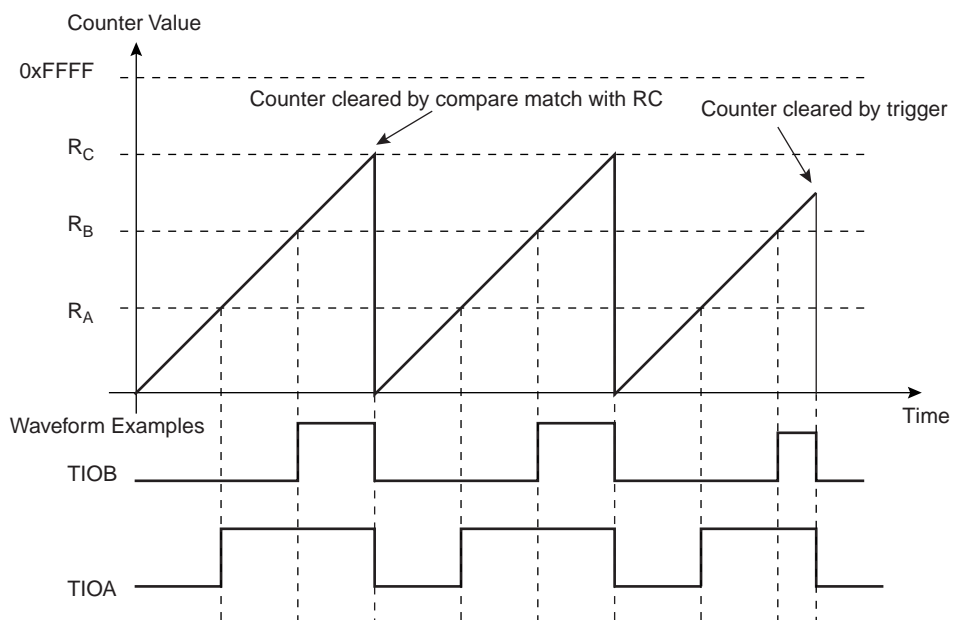 Counter Value
0xFFFF
Counter cleared by compare match with RC
Counter cleared by trigger
RC
RB
RA
Time
Waveform Examples
TIOB
TIOA